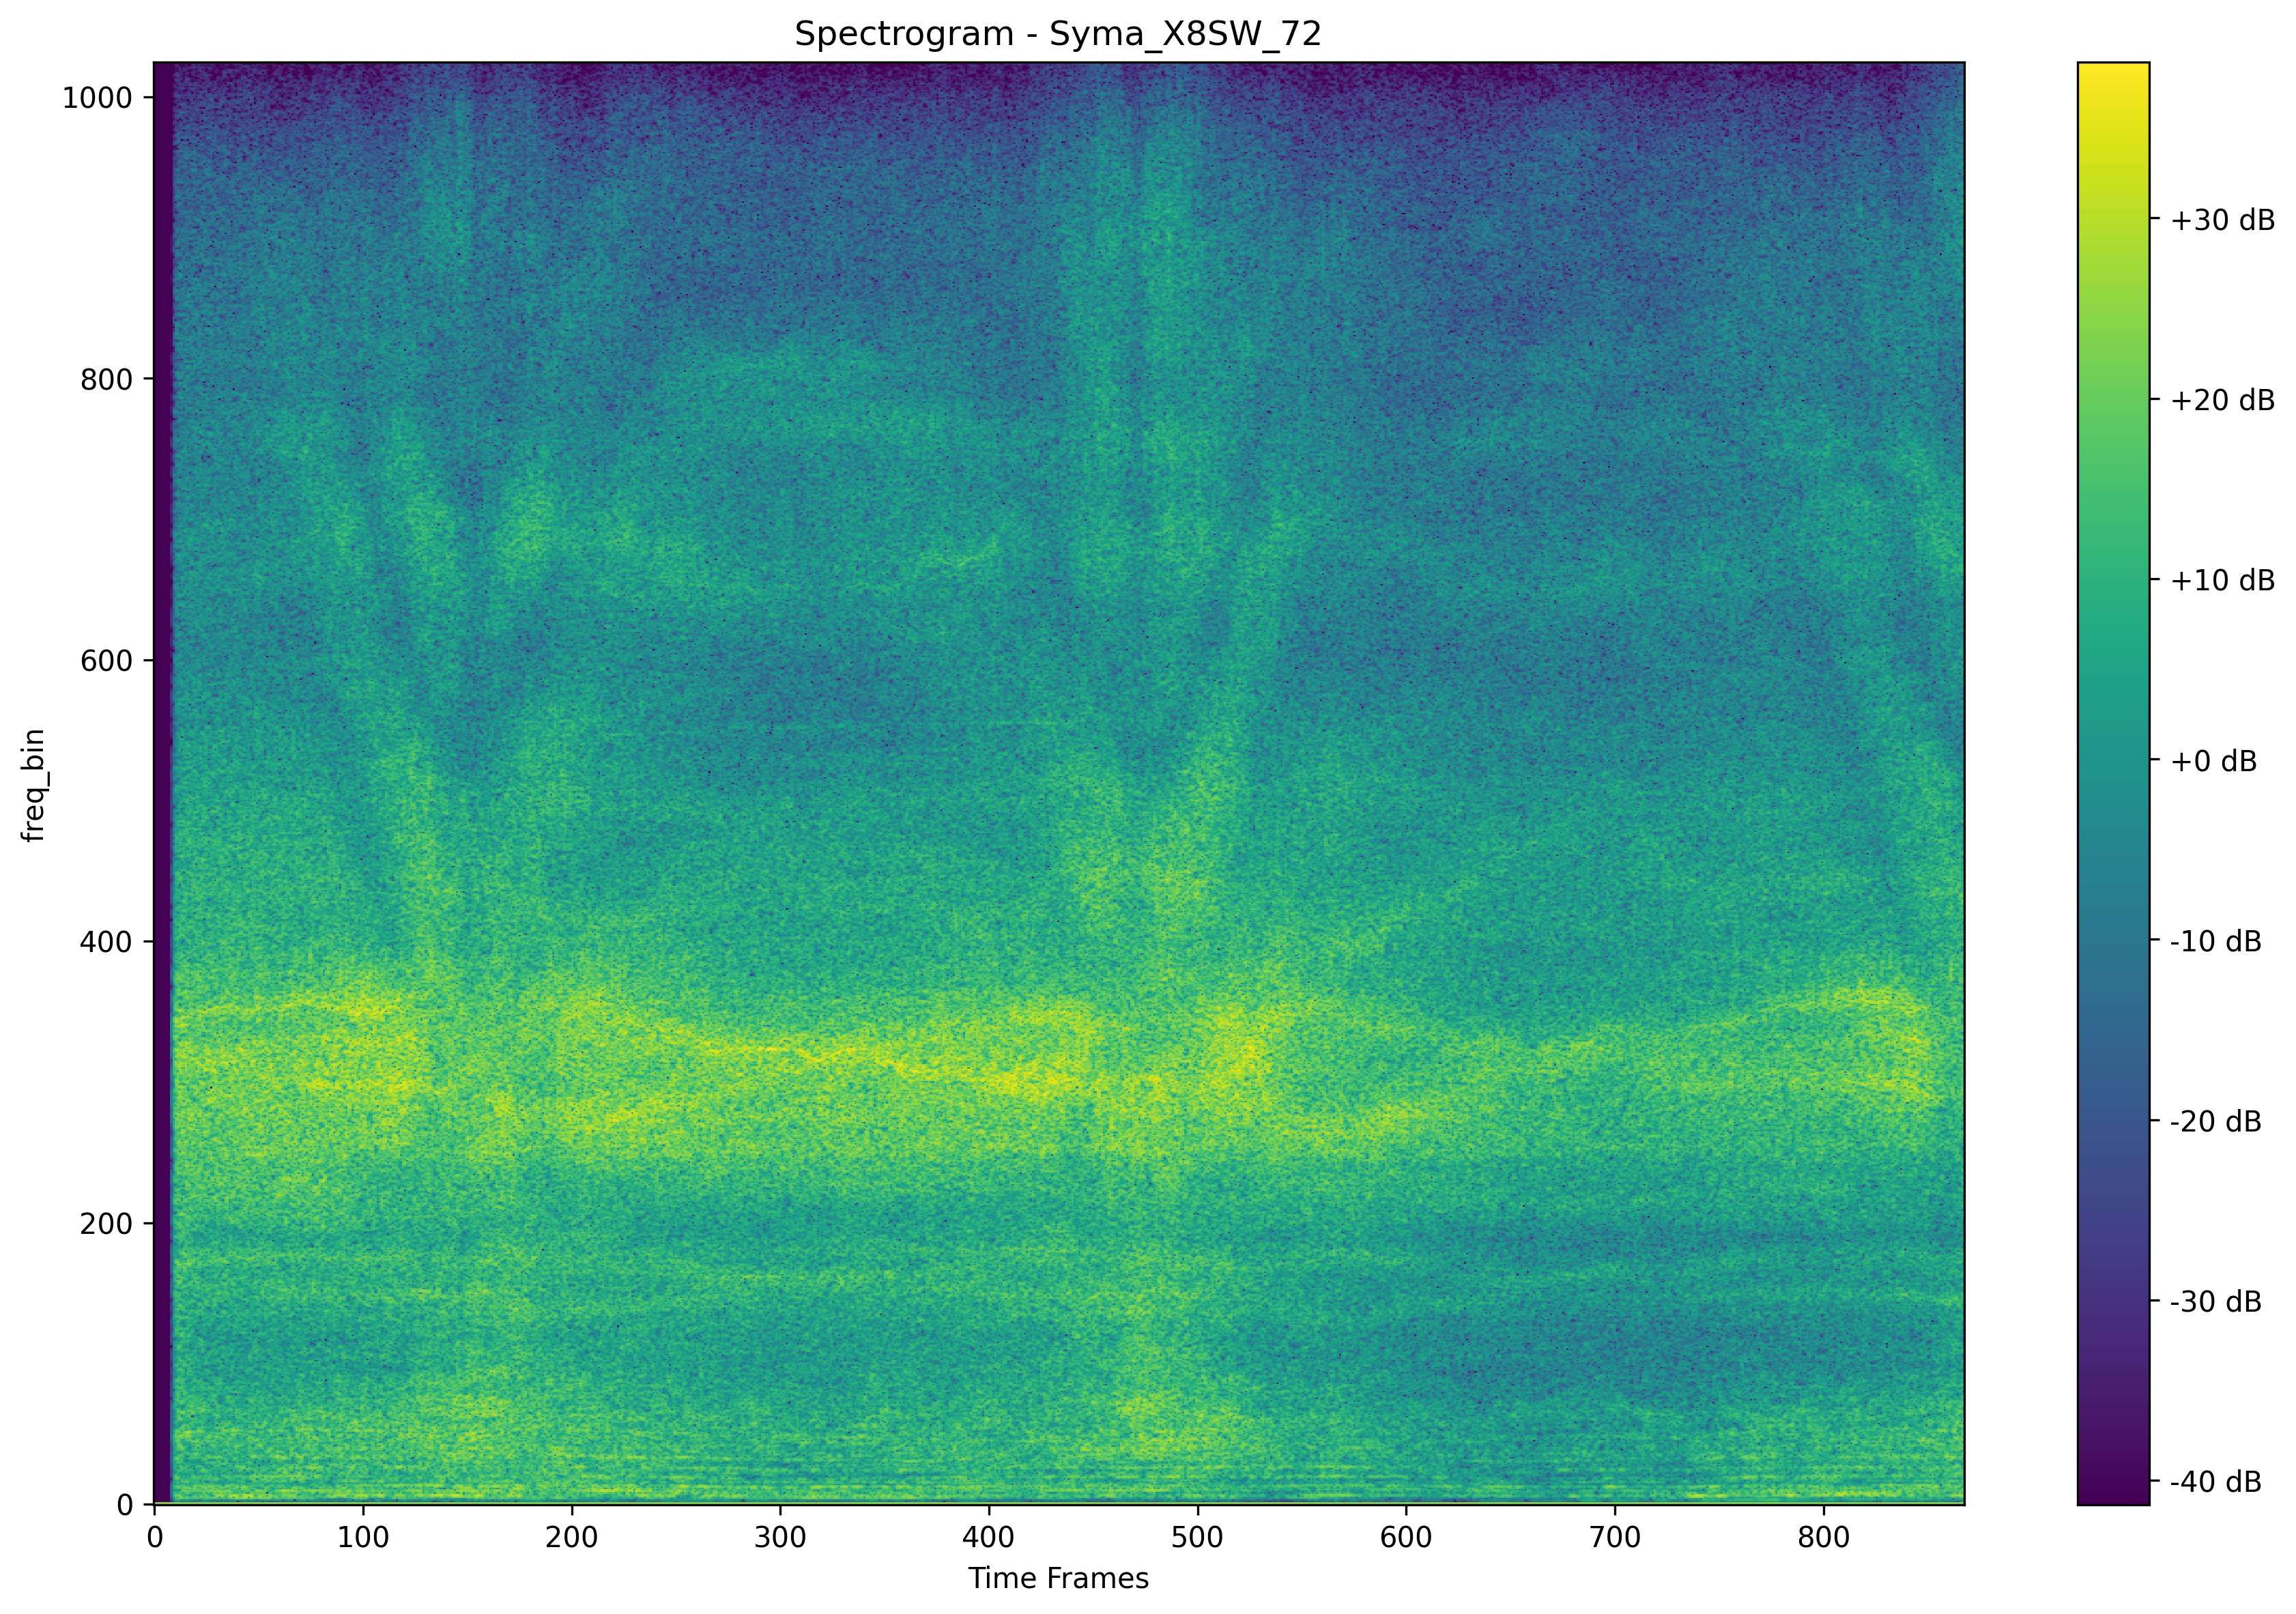 Spectrogram - Syma_X8SW_72
1000
800
600
400
200
0
freq_bin
0 100 200 300 400 500 600 700 800
Time Frames
+30 dB
+20 dB
+10 dB
+0 dB
-10 dB
-20 dB
-30 dB
-40 dB